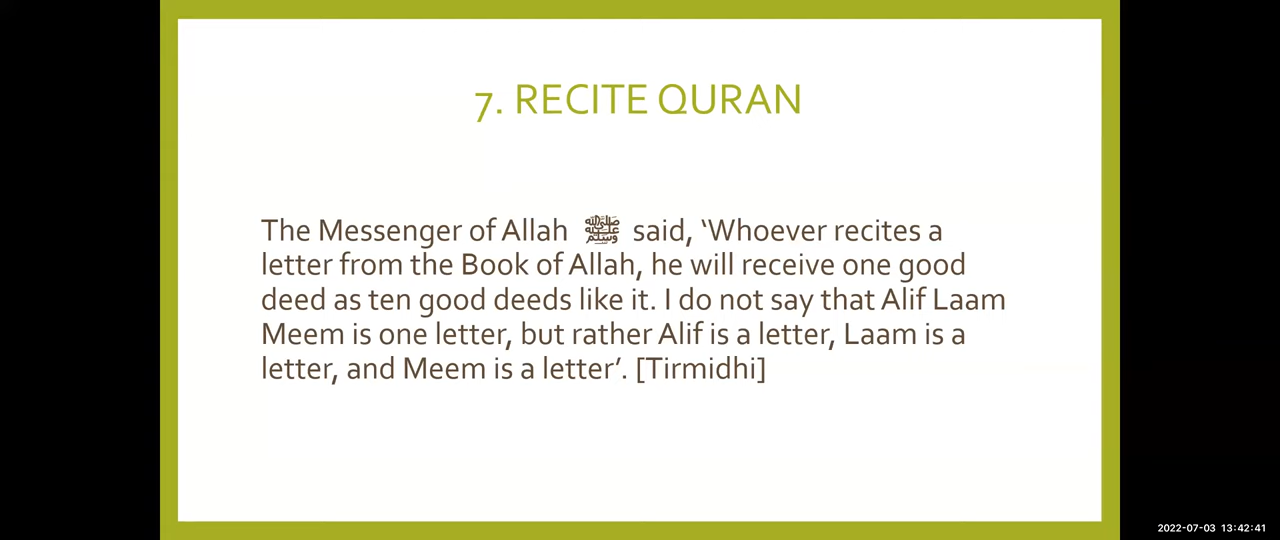 7. RECITE QURAN
The Messenger of Allah ﷺ said, ‘Whoever recites a
letter from the Book of Allah, he will receive one good
deed as ten good deeds like it. I do not say that Alif Laam
Meem is one letter, but rather Alif is a letter, Laam is a
letter, and Meem is a letter’. [Tirmidhi]
2022-07-03 13:42:41